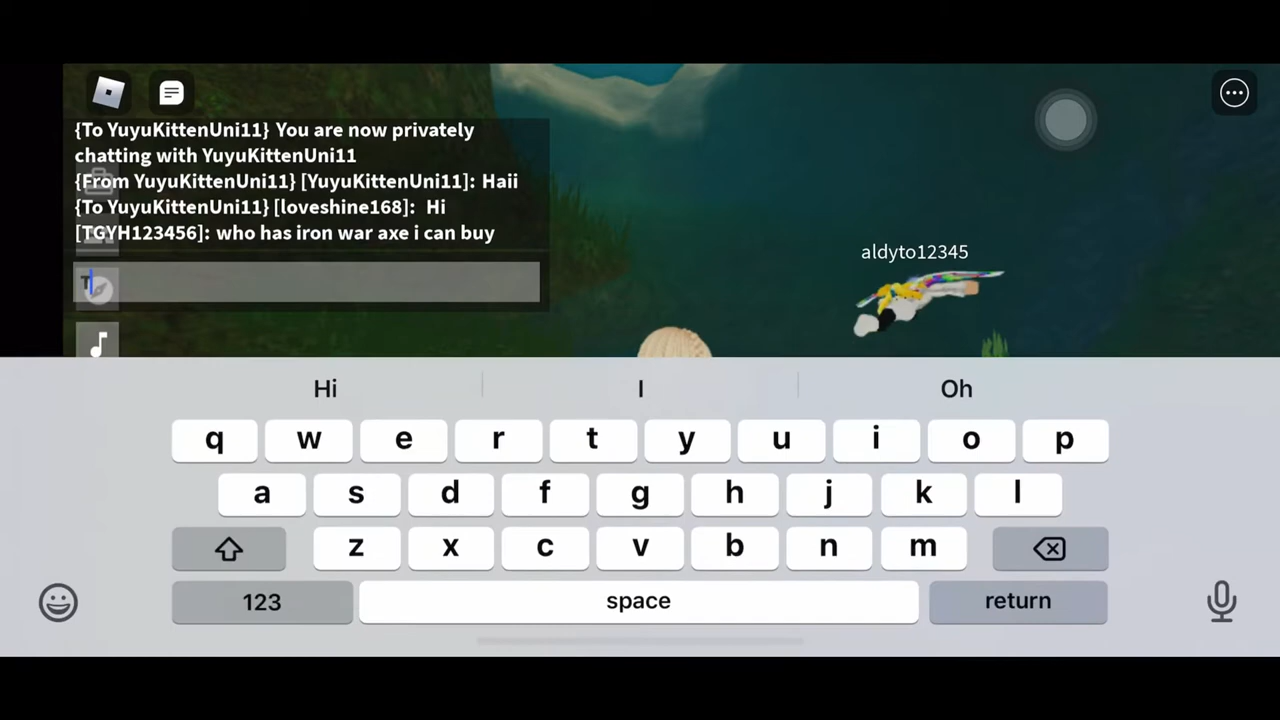 {To YuyuKittenUni11} You are now privately
chatting with YuyuKittenUni11
{From YuyuKittenUni11} [YuyuKittenUni11]: Haii
{To YuyuKittenUni11} [loveshine168]: Hi
[TGYH123456]: who has iron war axe i can buy
aldyto12345
T
Hi I Oh
q w e r t y u i o p
a s d f g h j k l
z x c v b n m
123 space return